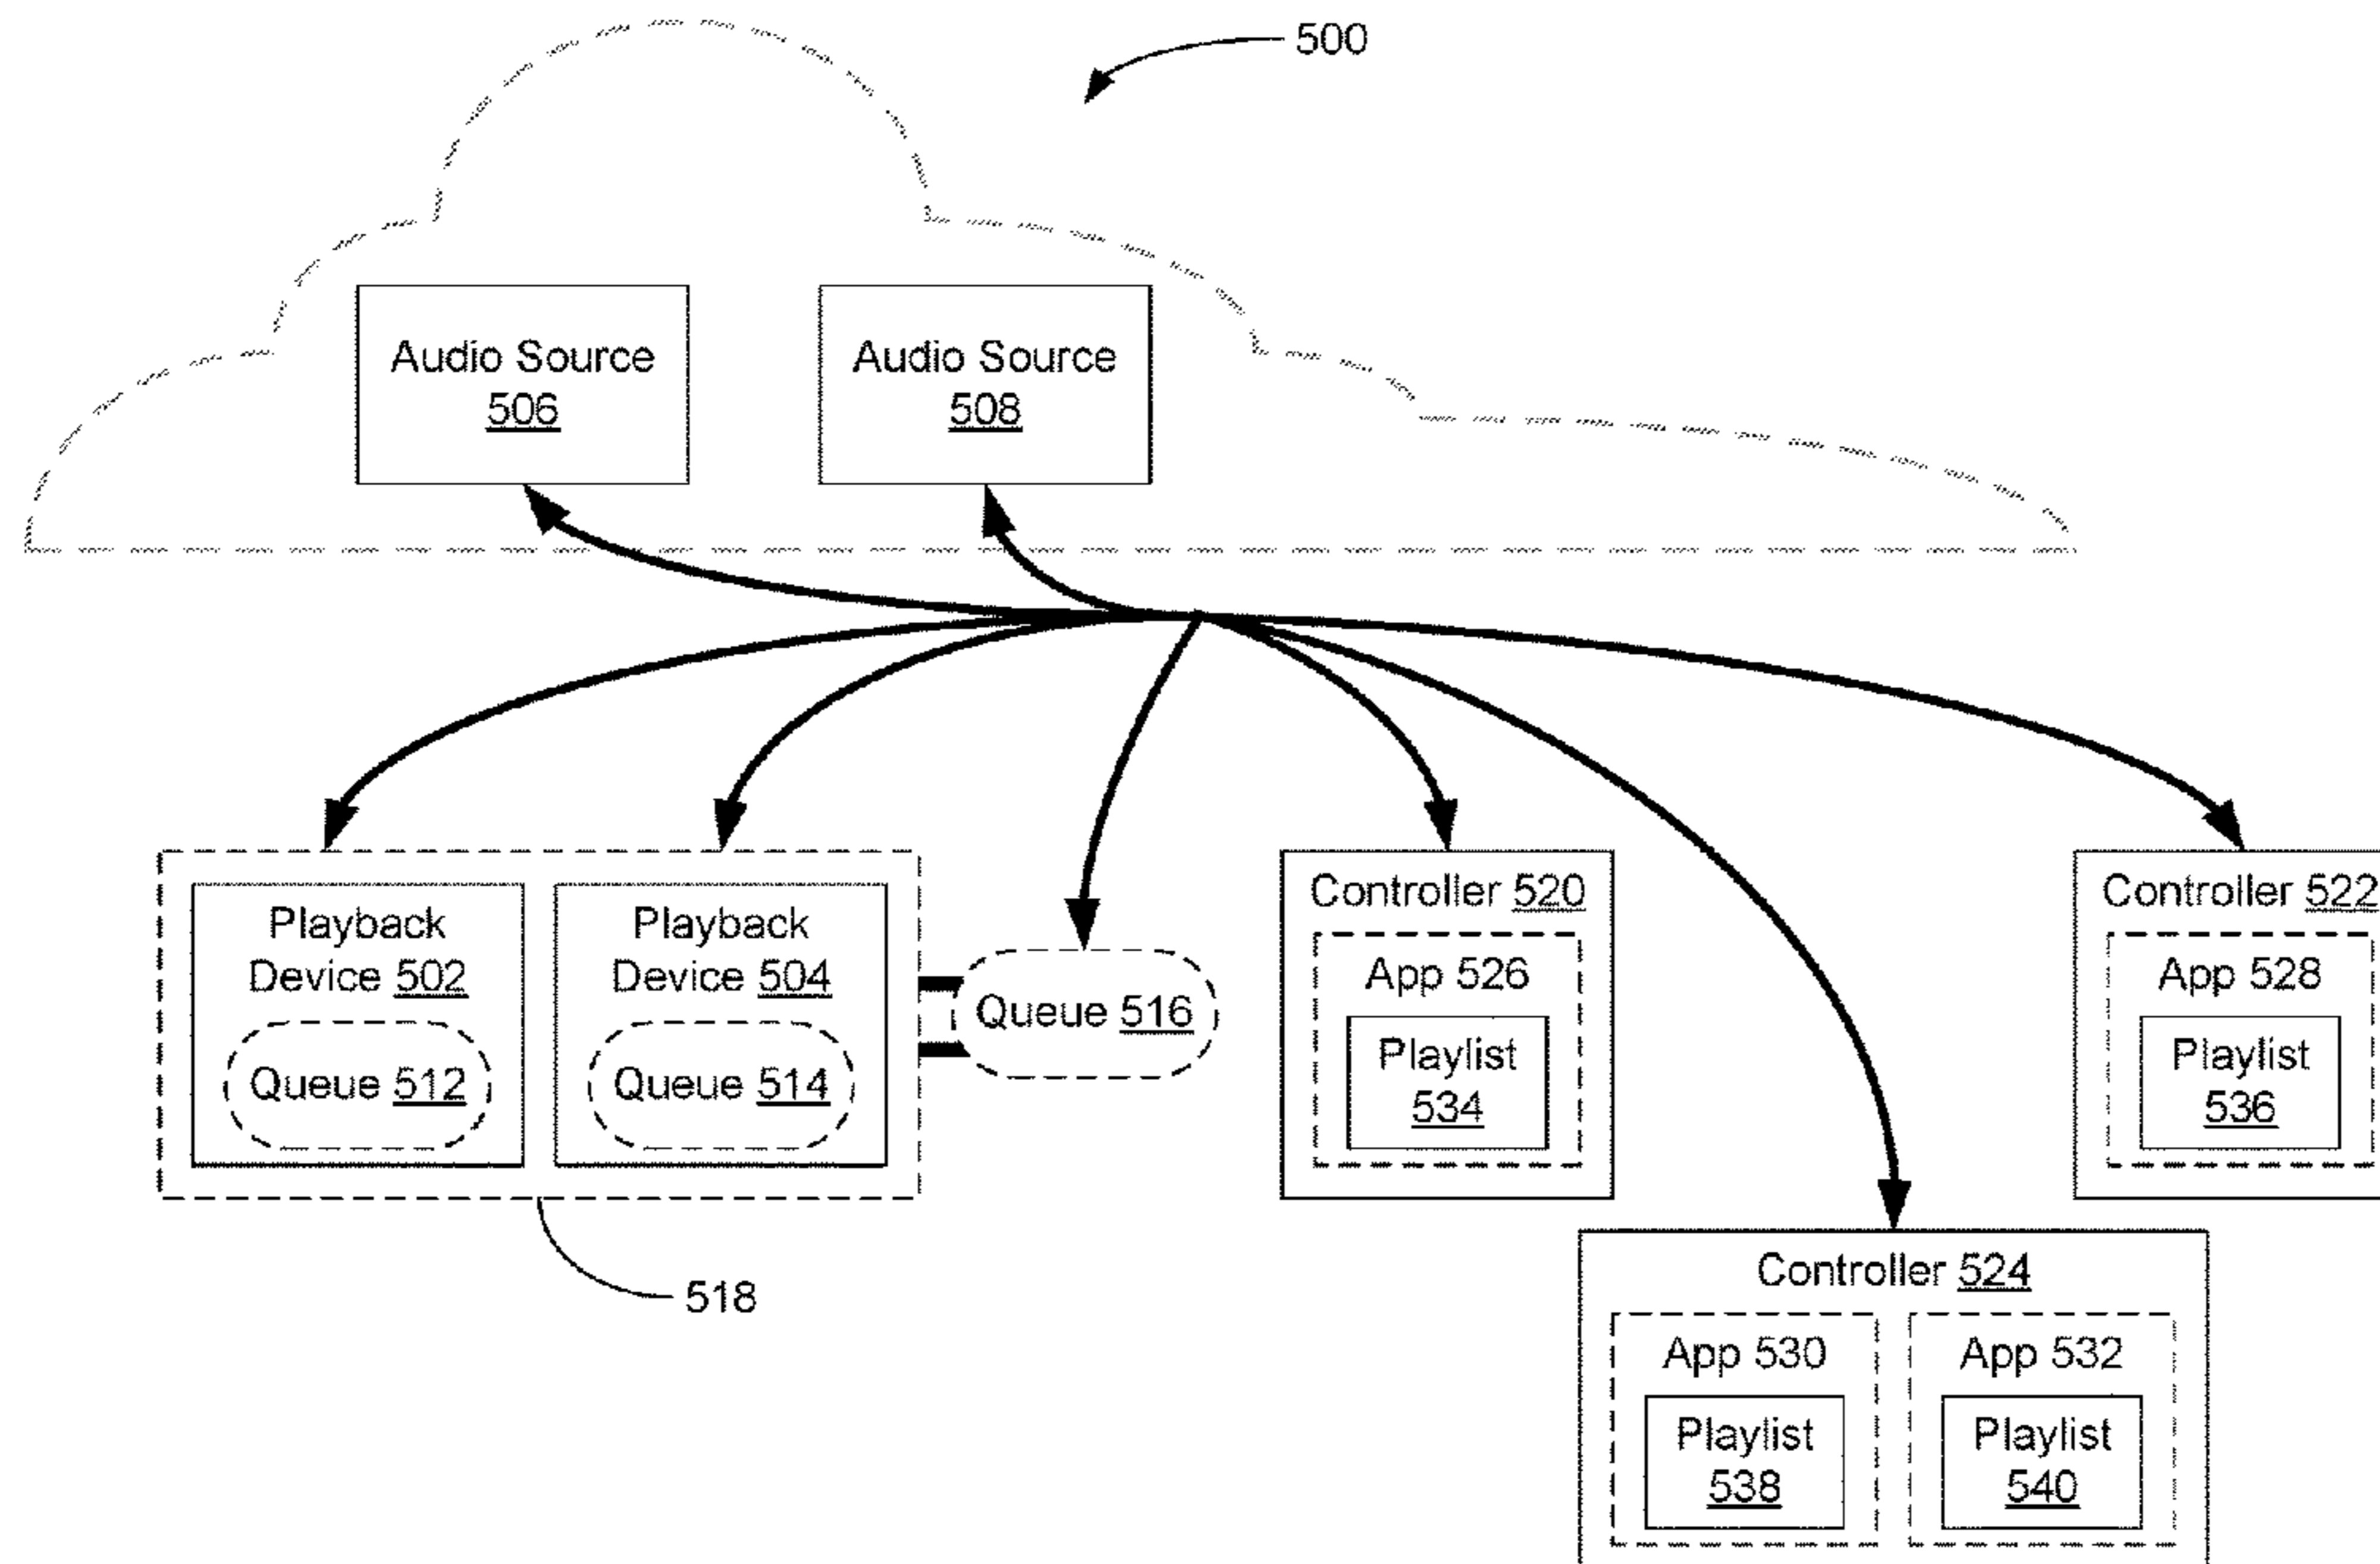 500
Audio Source
506
Audio Source
508
Playback
Device 502
Queue 512
Playback
Device 504
Queue 514
Queue 516
518
Controller 520
App 526
Playlist
534
Controller 522
App 528
Playlist
536
Controller 524
App 530
Playlist
538
App 532
Playlist
540